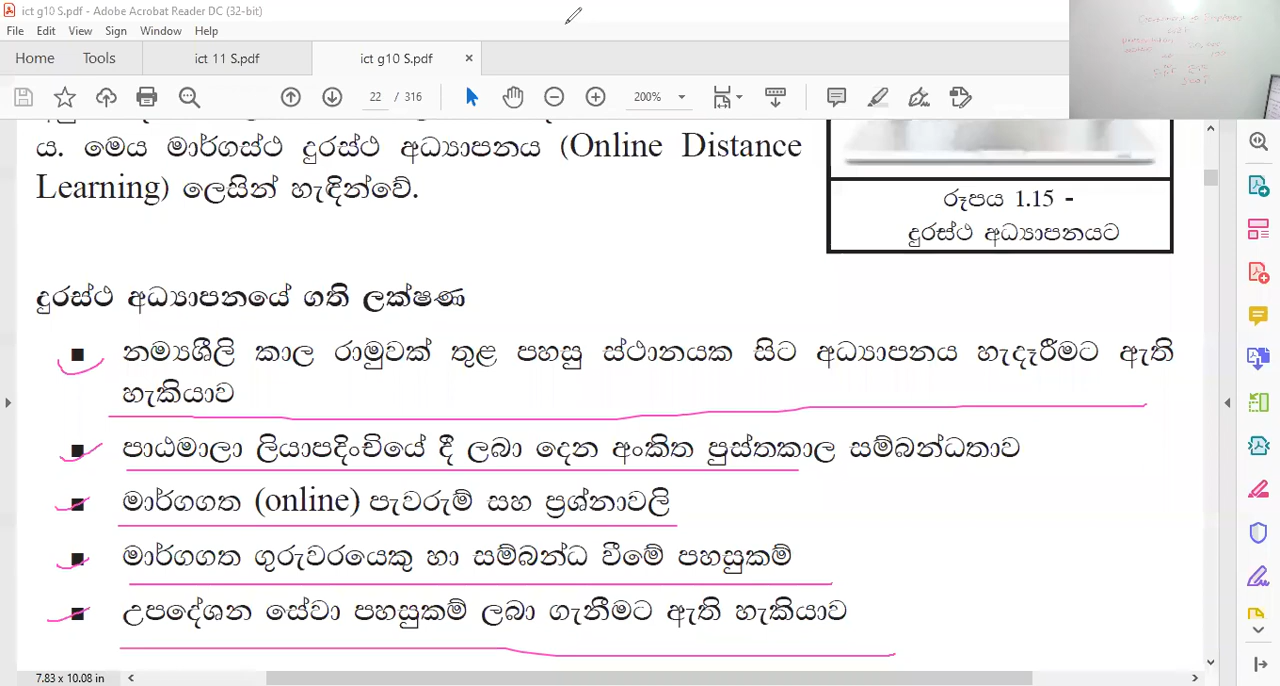 ict g10 S.pdf - Adobe Acrobat Reader DC (32-bit)
File Edit View Sign Window Help
Home Tools ict 11 S.pdf ict g10 S.pdf ×
22 / 316 200%
ය. මෙය මාර්ගස්ථ දුරස්ථ අධ්‍යාපනය (Online Distance
Learning) ලෙසින් හැඳින්වේ.
රූපය 1.15 -
දුරස්ථ අධ්‍යාපනයට
දුරස්ථ අධ්‍යාපනයේ ගති ලක්ෂණ
■ නම්‍යශීලි කාල රාමුවක් තුළ පහසු ස්ථානයක සිට අධ්‍යාපනය හැදෑරීමට ඇති
හැකියාව
■ පාඨමාලා ලියාපදිංචියේ දී ලබා දෙන අංකිත පුස්තකාල සම්බන්ධතාව
■ මාර්ගගත (online) පැවරුම් සහ ප්‍රශ්නාවලි
■ මාර්ගගත ගුරුවරයෙකු හා සම්බන්ධ වීමේ පහසුකම්
■ උපදේශන සේවා පහසුකම් ලබා ගැනීමට ඇති හැකියාව
7.83 x 10.08 in